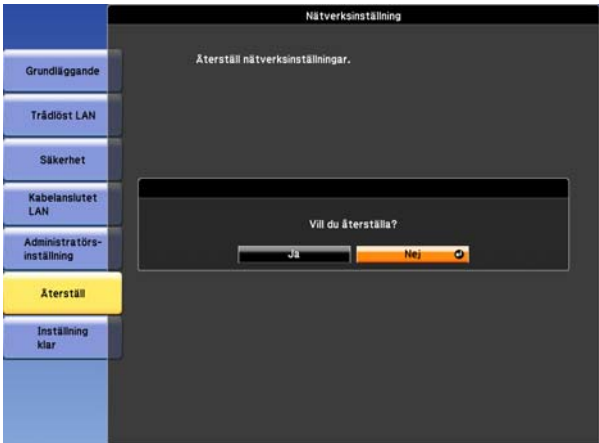 Nätverksinställning
Återställ nätverksinställningar.
Grundläggande
Trådlöst LAN
Säkerhet
Kabelanslutet
LAN
Administratörs-
inställning
Återställ
Inställning
klar
Vill du återställa?
Ja
Nej